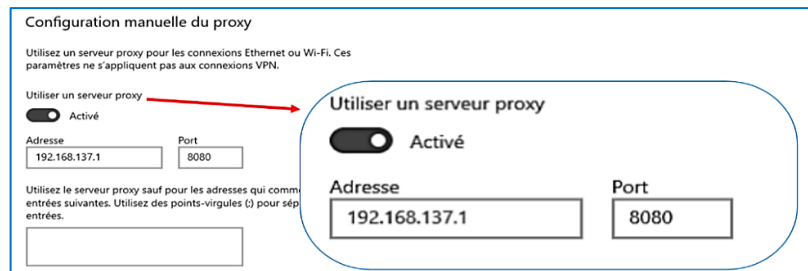 Configuration manuelle du proxy
Utilisez un serveur proxy pour les connexions Ethernet ou Wi-Fi. Ces
paramètres ne s'appliquent pas aux connexions VPN.
Utiliser un serveur proxy
Activé
Adresse Port
192.168.137.1 8080
Utilisez le serveur proxy sauf pour les adresses qui
entrées suivantes. Utilisez des points-virgules (;) pour
entrées.
Utiliser un serveur proxy
Activé
Adresse Port
192.168.137.1 8080